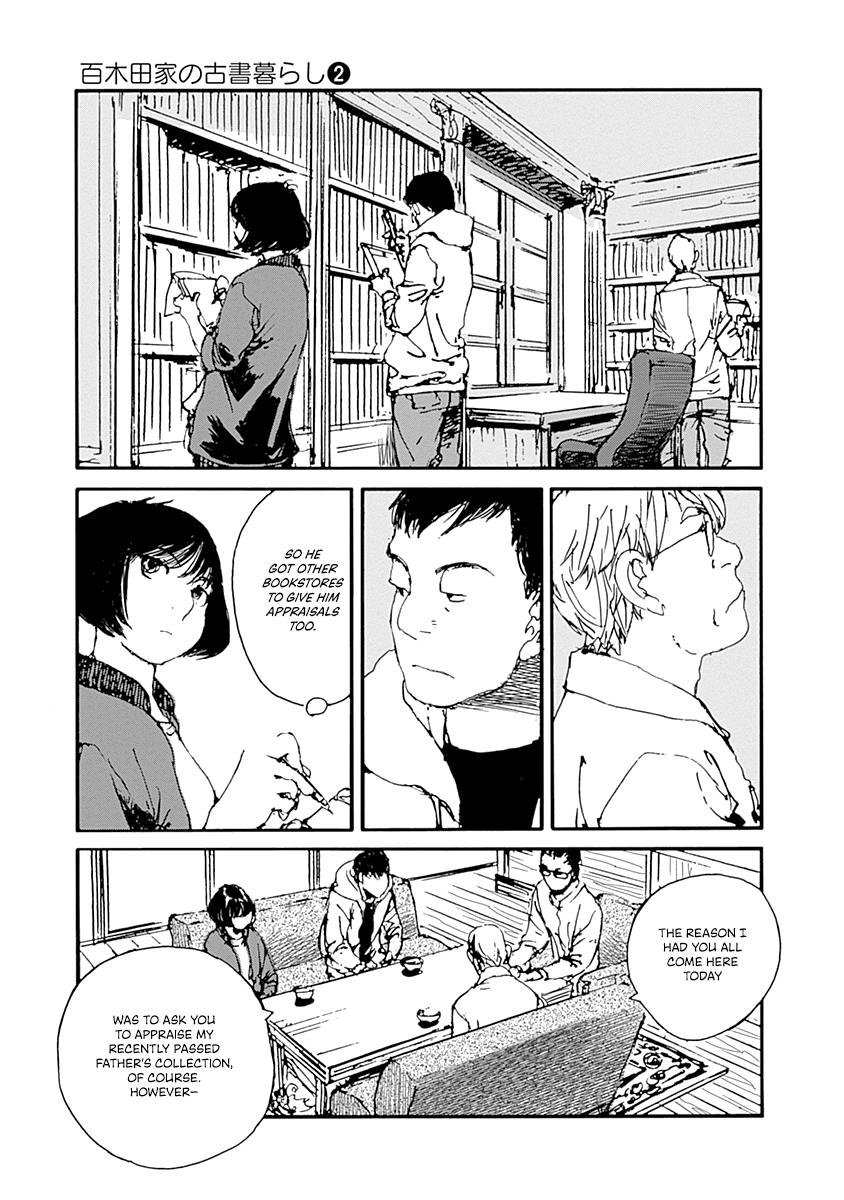 百木田家の古書暮らし❷
SO HE
GOT OTHER
BOOKSTORES
TO GIVE HIM
APPRAISALS
TOO.
THE REASON I
HAD YOU ALL
COME HERE
TODAY
WAS TO ASK YOU
TO APPRAISE MY
RECENTLY PASSED
FATHER'S COLLECTION,
OF COURSE.
HOWEVER–